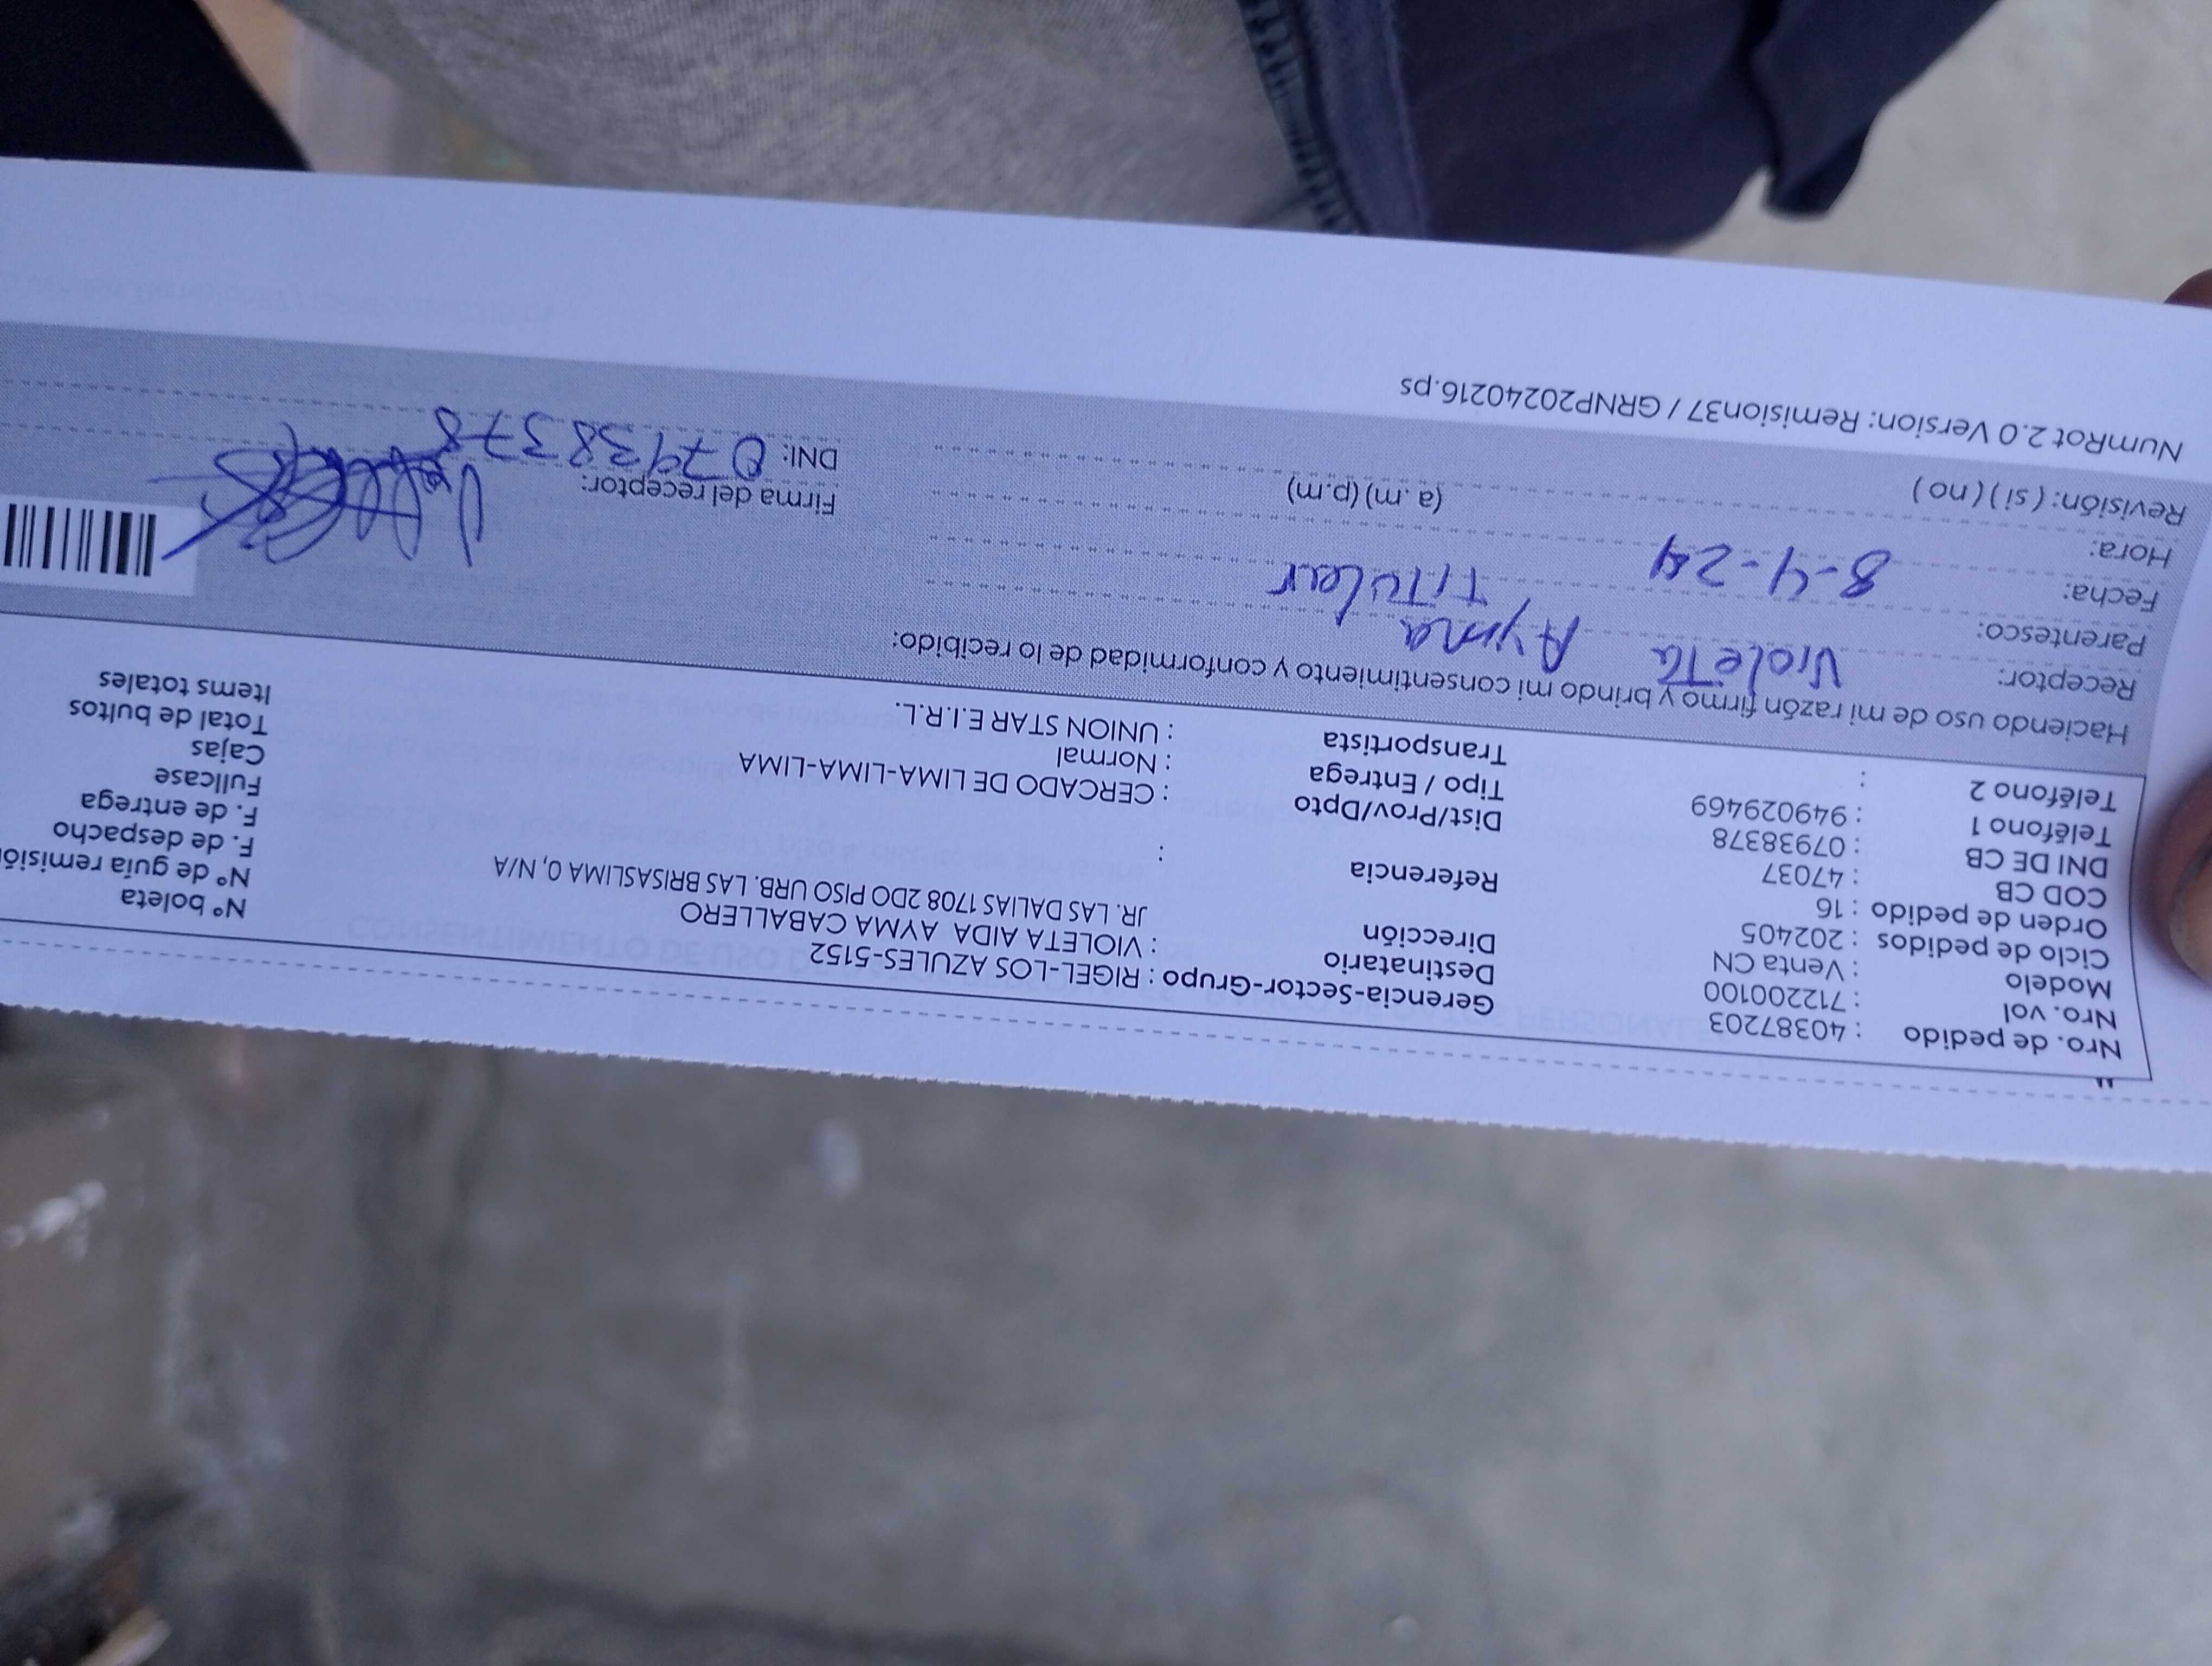 Nro. de pedido : 40387203 Gerencia-Sector-Grupo : RIGEL-LOS AZULES-5152 N° boleta
Nro. vol : 712200100 Destinatario : VIOLETA AIDA AYMA CABALLERO N° de guía remisió
Modelo : Venta CN Dirección JR. LAS DALIAS 1708 2DO PISO URB. LAS BRISASLIMA 0, N/A F. de despacho
Ciclo de pedidos : 202405 F. de entrega
Orden de pedido : 16 Referencia : Fullcase
COD CB : 47037 Cajas
DNI DE CB : 07938378 Dist/Prov/Dpto : CERCADO DE LIMA-LIMA-LIMA Total de bultos
Teléfono 1 : 949029469 Tipo / Entrega : Normal Items totales
Teléfono 2 : Transportista : UNION STAR E.I.R.L.
Haciendo uso de mi razón firmo y brindo mi consentimiento y conformidad de lo recibido:
Receptor: VioleTa Ayma
Parentesco: TiTular
Fecha: 8-4-24
Hora: (a.m) (p.m) Firma del receptor:
Revisión: ( si ) ( no ) DNI: 07938378
NumRot 2.0 Version: Remision37 / GRNP20240216.ps